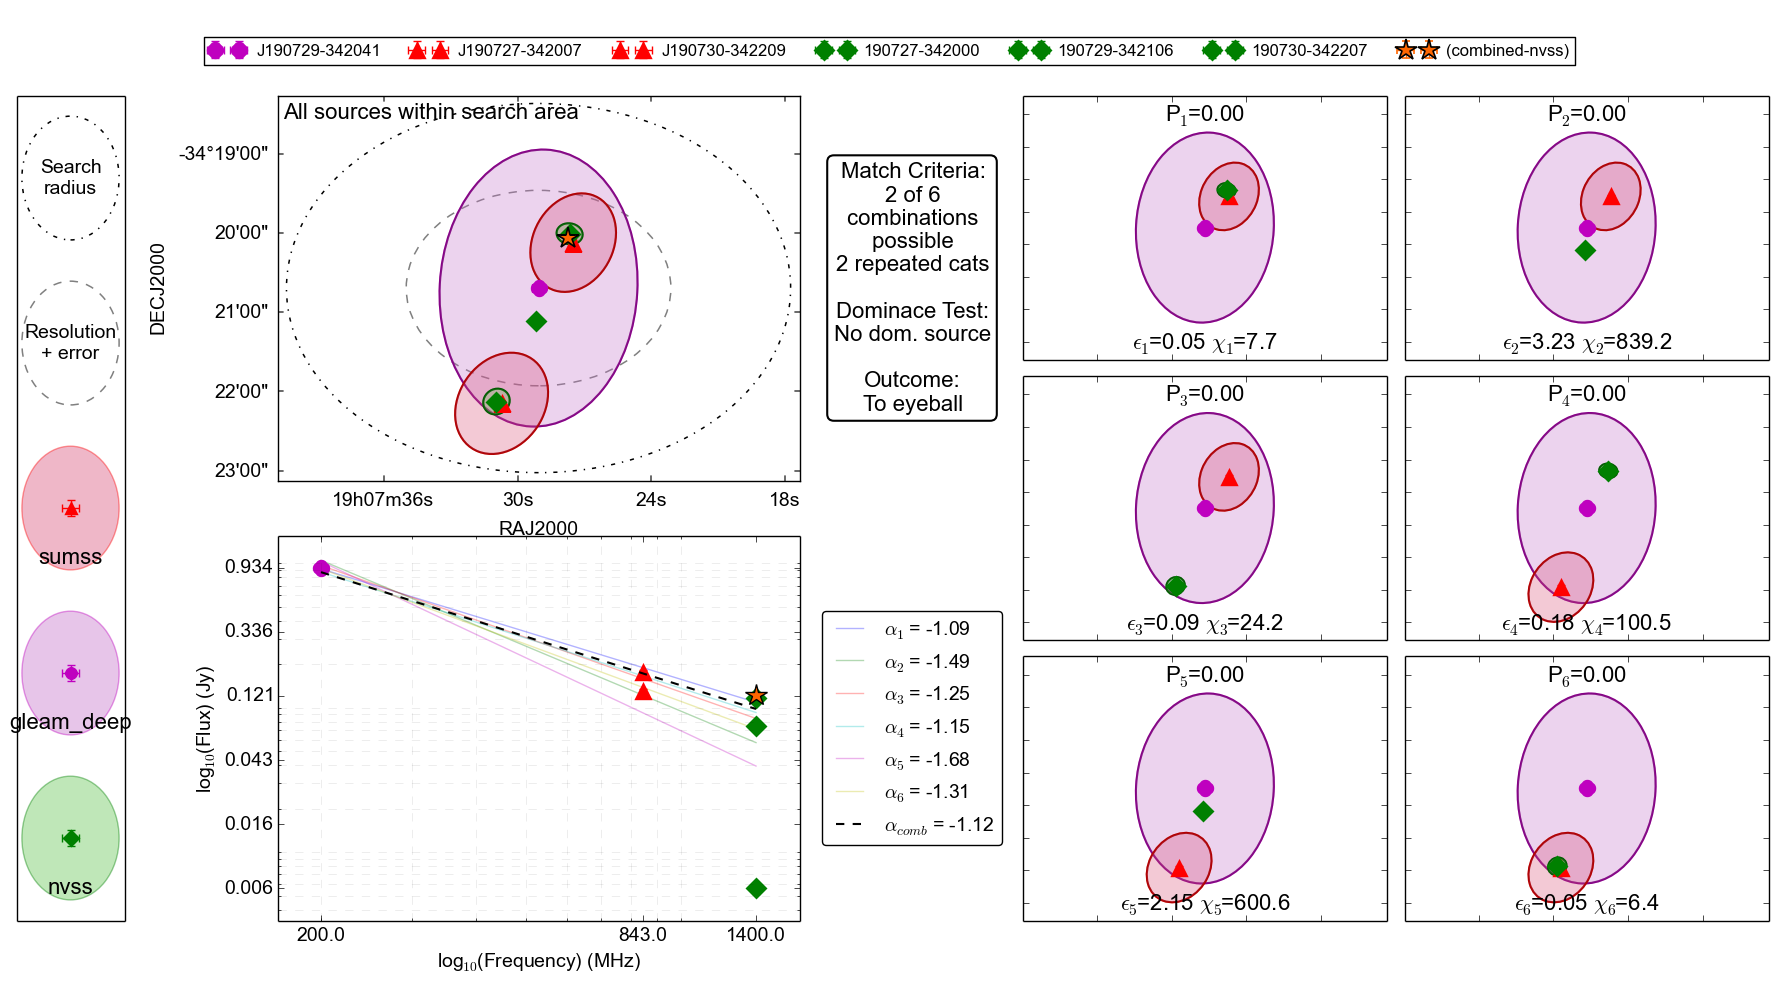 J190729-342041
J190727-342007
J190730-342209
190727-342000
190729-342106
190730-342207
(combined-nvss)
Search
radius
Resolution
+ error
sumss
gleam_deep
nvss
All sources within search area
DECJ2000
-34°19'00"
20'00"
21'00"
22'00"
23'00"
19h07m36s
30s
24s
18s
RAJ2000
Match Criteria:
2 of 6
combinations
possible
2 repeated cats
Dominace Test:
No dom. source
Outcome:
To eyeball
log₁₀(Flux) (Jy)
0.934
0.336
0.121
0.043
0.016
0.006
200.0
843.0
1400.0
log₁₀(Frequency) (MHz)
α₁ = -1.09
α₂ = -1.49
α₃ = -1.25
α₄ = -1.15
α₅ = -1.68
α₆ = -1.31
α_comb = -1.12
P₁=0.00
ϵ₁=0.05 χ₁=7.7
P₂=0.00
ϵ₂=3.23 χ₂=839.2
P₃=0.00
ϵ₃=0.09 χ₃=24.2
P₄=0.00
ϵ₄=0.18 χ₄=100.5
P₅=0.00
ϵ₅=2.15 χ₅=600.6
P₆=0.00
ϵ₆=0.05 χ₆=6.4